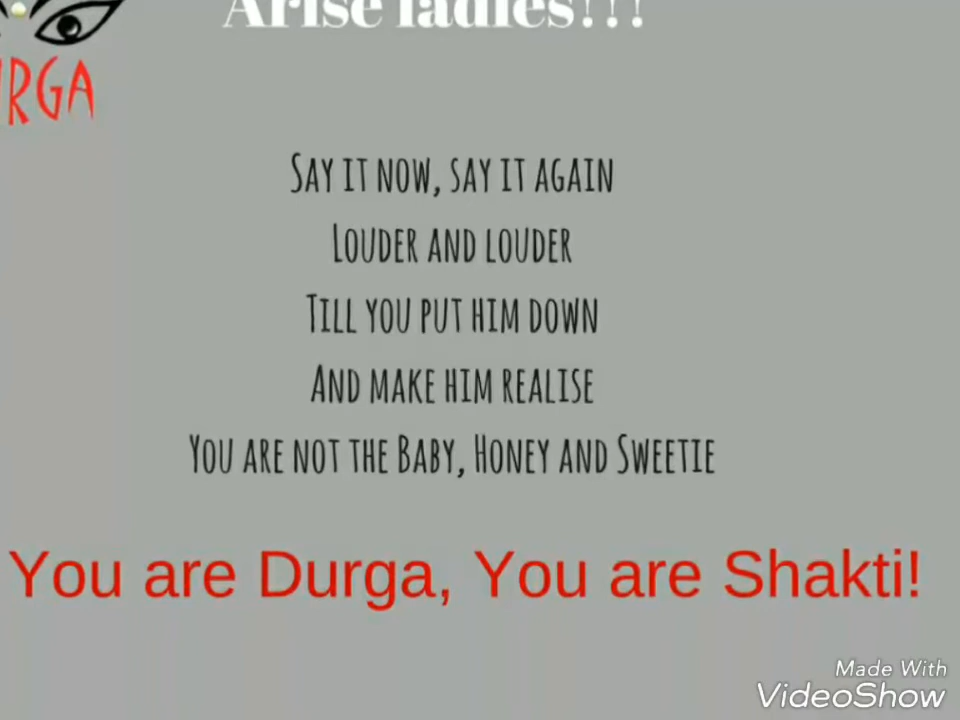 Arise ladies!!!
RGA
Say it now, say it again
Louder and louder
Till you put him down
And make him realise
You are not the Baby, Honey and Sweetie
You are Durga, You are Shakti!
Made With
VideoShow